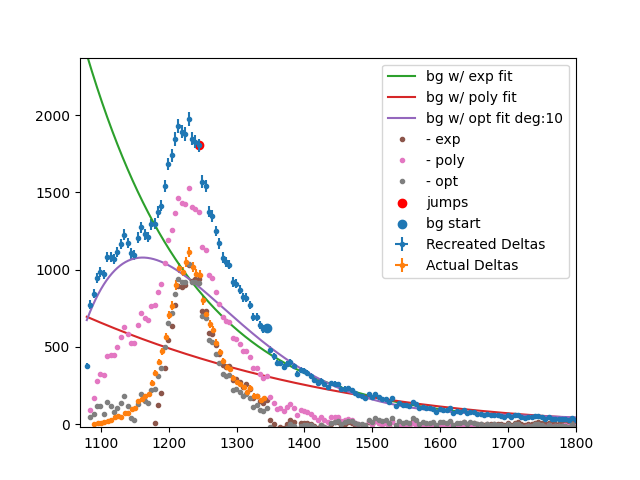 2000
1500
1000
500
0
1100
1200
1300
1400
1500
1600
1700
1800
bg w/ exp fit
bg w/ poly fit
bg w/ opt fit deg:10
- exp
- poly
- opt
jumps
bg start
Recreated Deltas
Actual Deltas